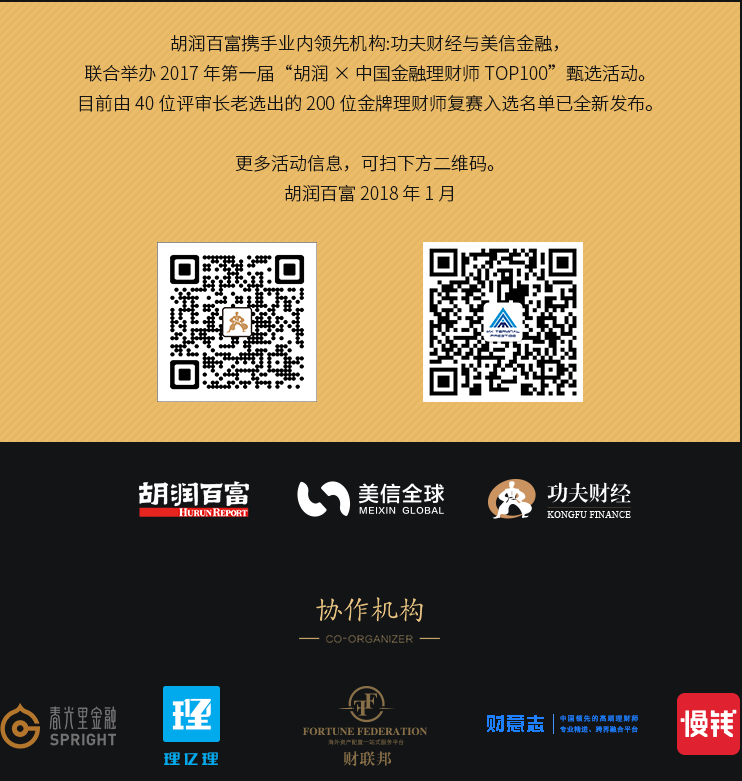 胡润百富携手业内领先机构:功夫财经与美信金融，
联合举办 2017 年第一届“胡润 × 中国金融理财师 TOP100”甄选活动。
目前由 40 位评审长老选出的 200 位金牌理财师复赛入选名单已全新发布。
更多活动信息，可扫下方二维码。
胡润百富 2018 年 1 月
胡润百富
HURUN REPORT
美信全球
MEIXIN GLOBAL
功夫财经
KONGFU FINANCE
协作机构
CO-ORGANIZER
春光里金融
SPRIGHT
理
理亿理
FORTUNE FEDERATION
海外资产配置一站式服务平台
财联邦
财意志
中国领先的高端理财师
专业精进、跨界融合平台
慢钱